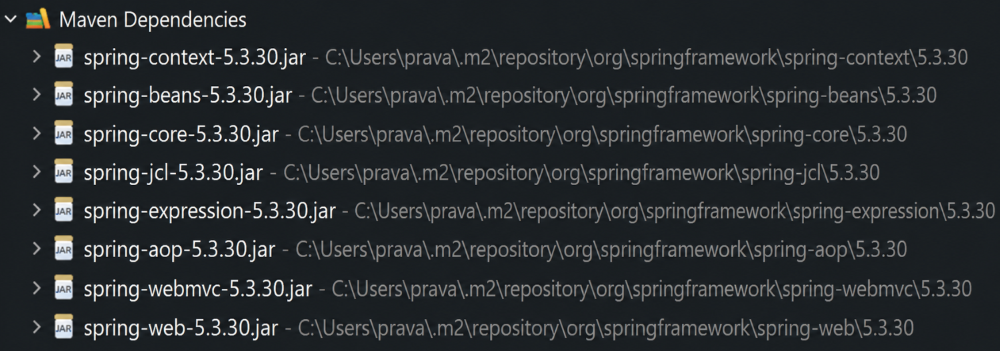 Maven Dependencies
JAR spring-context-5.3.30.jar - C:\Users\prava\.m2\repository\org\springframework\spring-context\5.3.30
JAR spring-beans-5.3.30.jar - C:\Users\prava\.m2\repository\org\springframework\spring-beans\5.3.30
JAR spring-core-5.3.30.jar - C:\Users\prava\.m2\repository\org\springframework\spring-core\5.3.30
JAR spring-jcl-5.3.30.jar - C:\Users\prava\.m2\repository\org\springframework\spring-jcl\5.3.30
JAR spring-expression-5.3.30.jar - C:\Users\prava\.m2\repository\org\springframework\spring-expression\5.3.30
JAR spring-aop-5.3.30.jar - C:\Users\prava\.m2\repository\org\springframework\spring-aop\5.3.30
JAR spring-webmvc-5.3.30.jar - C:\Users\prava\.m2\repository\org\springframework\spring-webmvc\5.3.30
JAR spring-web-5.3.30.jar - C:\Users\prava\.m2\repository\org\springframework\spring-web\5.3.30